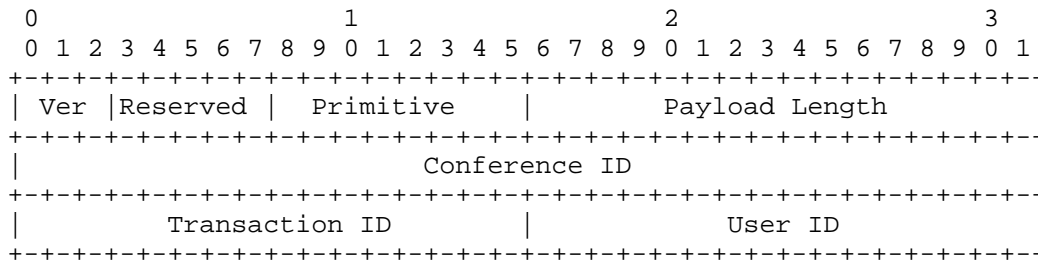 0                   1                   2                   3
 0 1 2 3 4 5 6 7 8 9 0 1 2 3 4 5 6 7 8 9 0 1 2 3 4 5 6 7 8 9 0 1
+-+-+-+-+-+-+-+-+-+-+-+-+-+-+-+-+-+-+-+-+-+-+-+-+-+-+-+-+-+-+-+--
| Ver |Reserved |  Primitive    |        Payload Length
+-+-+-+-+-+-+-+-+-+-+-+-+-+-+-+-+-+-+-+-+-+-+-+-+-+-+-+-+-+-+-+--
|                         Conference ID
+-+-+-+-+-+-+-+-+-+-+-+-+-+-+-+-+-+-+-+-+-+-+-+-+-+-+-+-+-+-+-+--
|         Transaction ID        |            User ID
+-+-+-+-+-+-+-+-+-+-+-+-+-+-+-+-+-+-+-+-+-+-+-+-+-+-+-+-+-+-+-+--